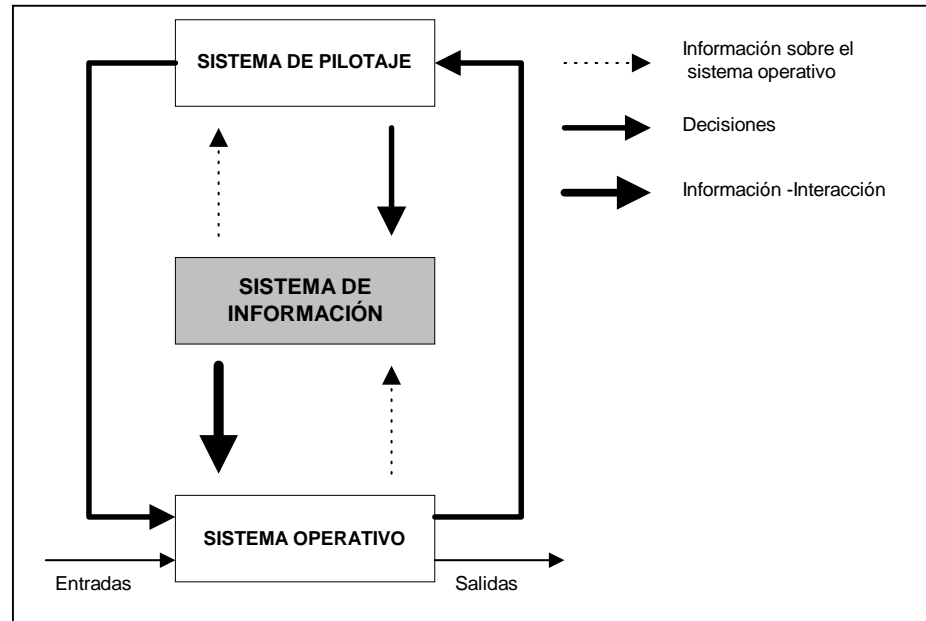 SISTEMA DE PILOTAJE
Información sobre el
sistema operativo
Decisiones
Información -Interacción
SISTEMA DE
INFORMACIÓN
SISTEMA OPERATIVO
Entradas
Salidas